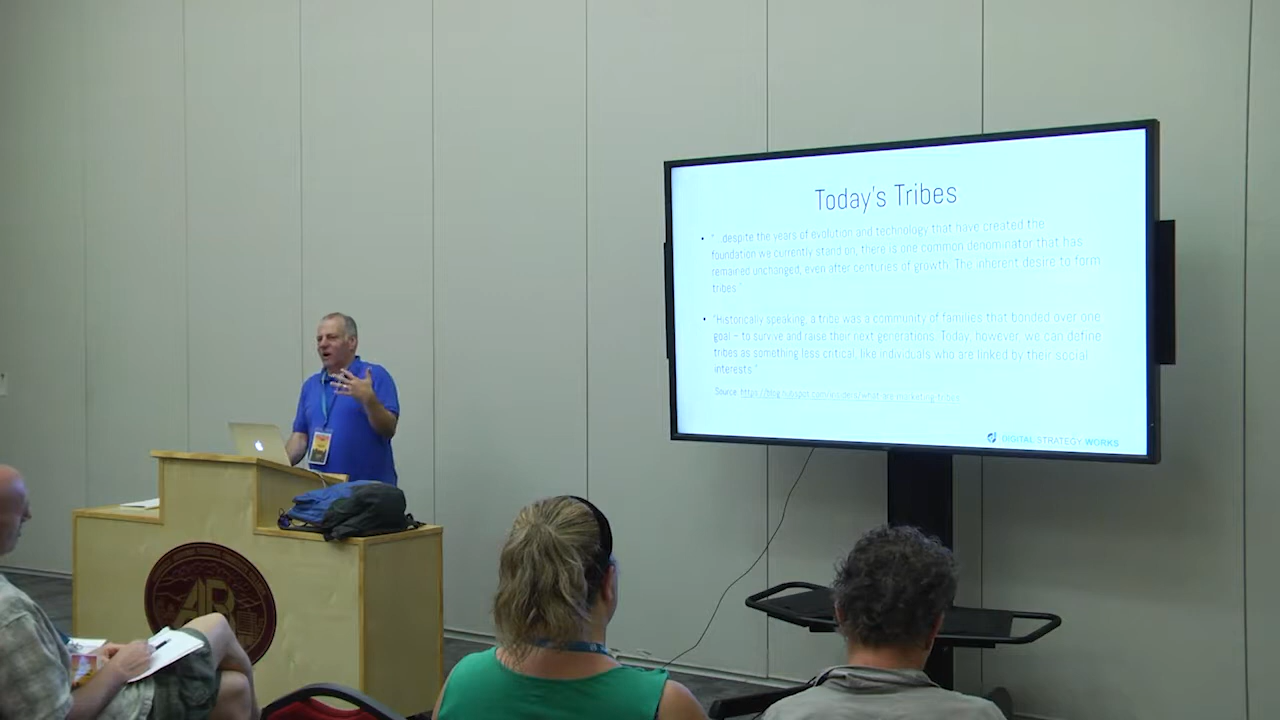 Today's Tribes
• "...despite the years of evolution and technology that have created the
foundation we currently stand on, there is one common denominator that has
remained unchanged, even after centuries of growth. The inherent desire to form
tribes."
• "Historically speaking, a tribe was a community of families that bonded over one
goal – to survive and raise their next generations. Today, however, we can define
tribes as something less critical, like individuals who are linked by their social
interests."
Source:
DIGITAL STRATEGY WORKS